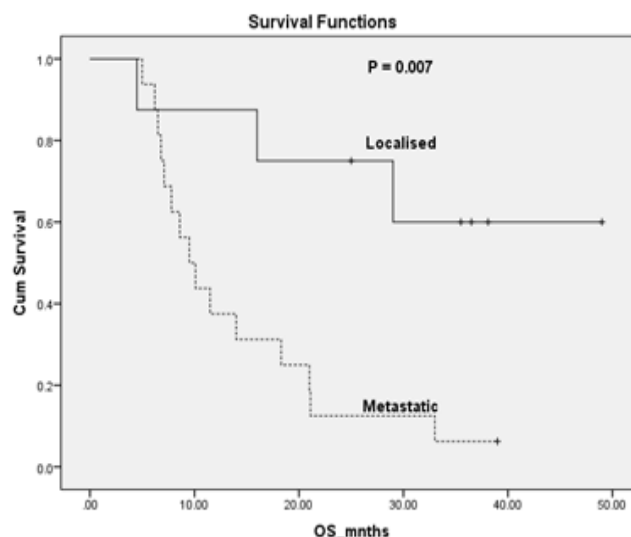 Survival Functions
P = 0.007
Localised
Metastatic
Cum Survival
1.0
0.8
0.6
0.4
0.2
0.0
.00 10.00 20.00 30.00 40.00 50.00
OS_mnths